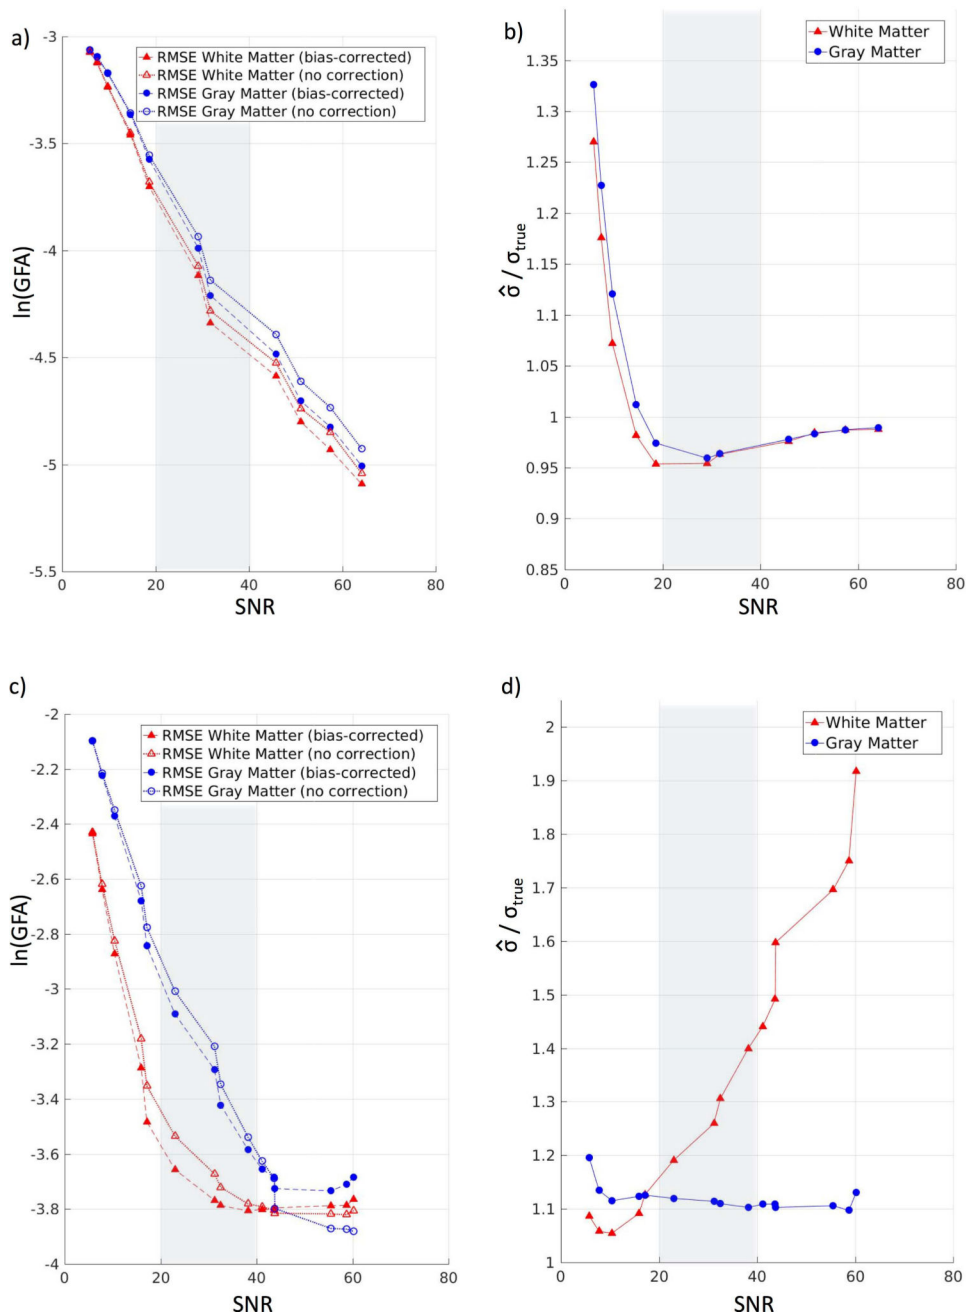 a)
-3
-3.5
-4
-4.5
-5
-5.5
ln(GFA)
RMSE White Matter (bias-corrected)
RMSE White Matter (no correction)
RMSE Gray Matter (bias-corrected)
RMSE Gray Matter (no correction)
0 20 40 60 80
SNR
b)
1.35
1.3
1.25
1.2
1.15
1.1
1.05
1
0.95
0.9
0.85
σ̂ / σtrue
White Matter
Gray Matter
0 20 40 60 80
SNR
c)
-2
-2.2
-2.4
-2.6
-2.8
-3
-3.2
-3.4
-3.6
-3.8
-4
ln(GFA)
RMSE White Matter (bias-corrected)
RMSE White Matter (no correction)
RMSE Gray Matter (bias-corrected)
RMSE Gray Matter (no correction)
0 20 40 60 80
SNR
d)
2
1.9
1.8
1.7
1.6
1.5
1.4
1.3
1.2
1.1
1
σ̂ / σtrue
White Matter
Gray Matter
0 20 40 60 80
SNR